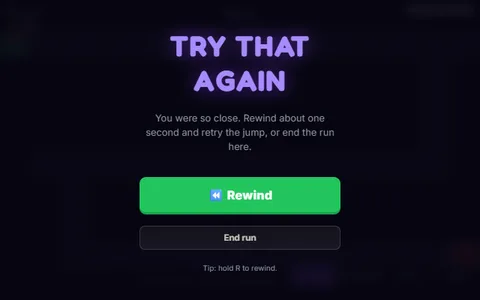 TRY THAT
AGAIN
You were so close. Rewind about one
second and retry the jump, or end the run
here.
⏪ Rewind
End run
Tip: hold R to rewind.